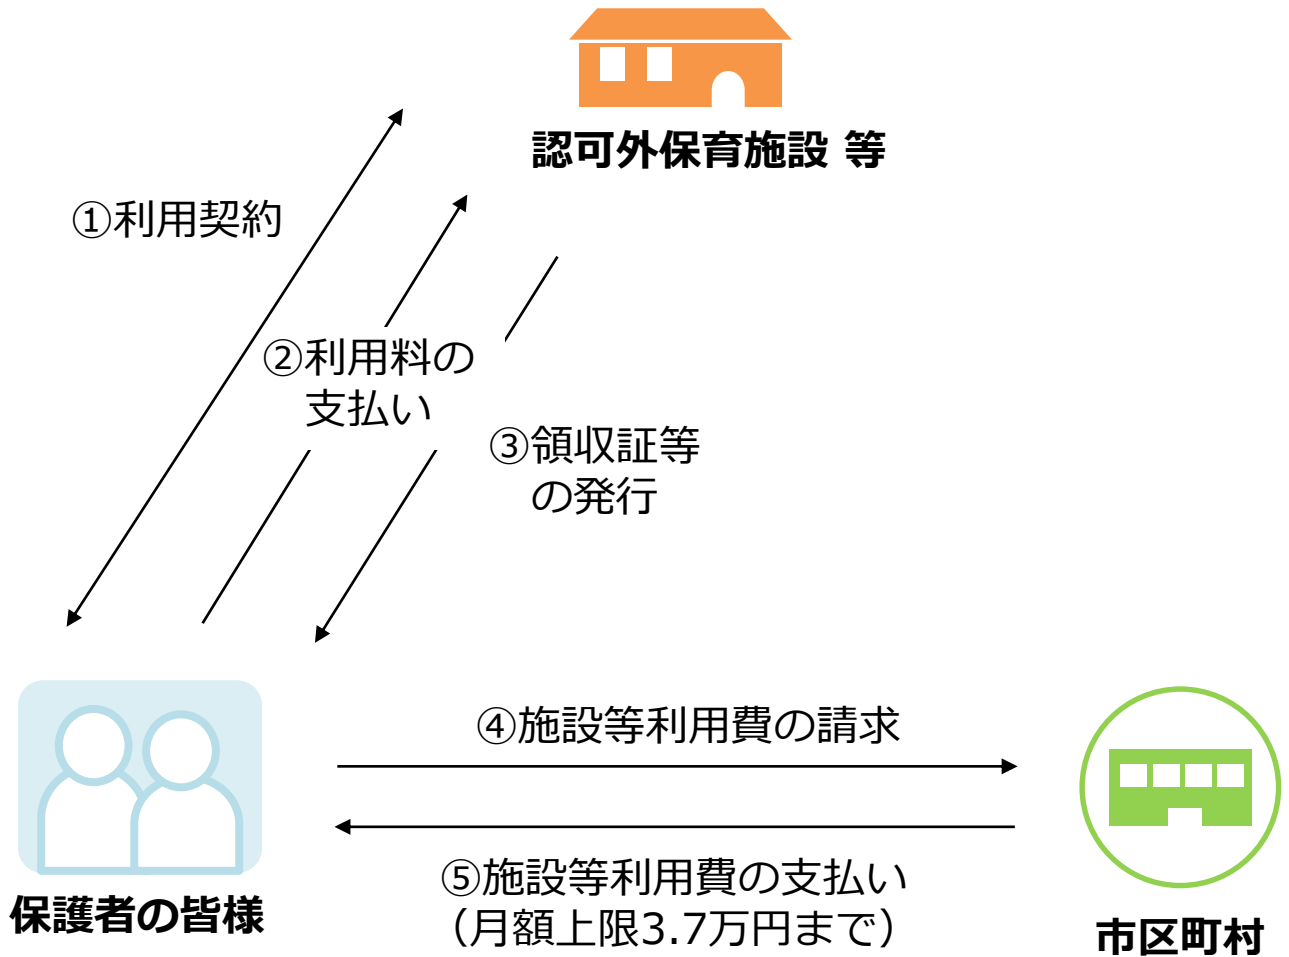 認可外保育施設 等
①利用契約
②利用料の
支払い
③領収証等
の発行
④施設等利用費の請求
⑤施設等利用費の支払い
（月額上限3.7万円まで）
保護者の皆様
市区町村